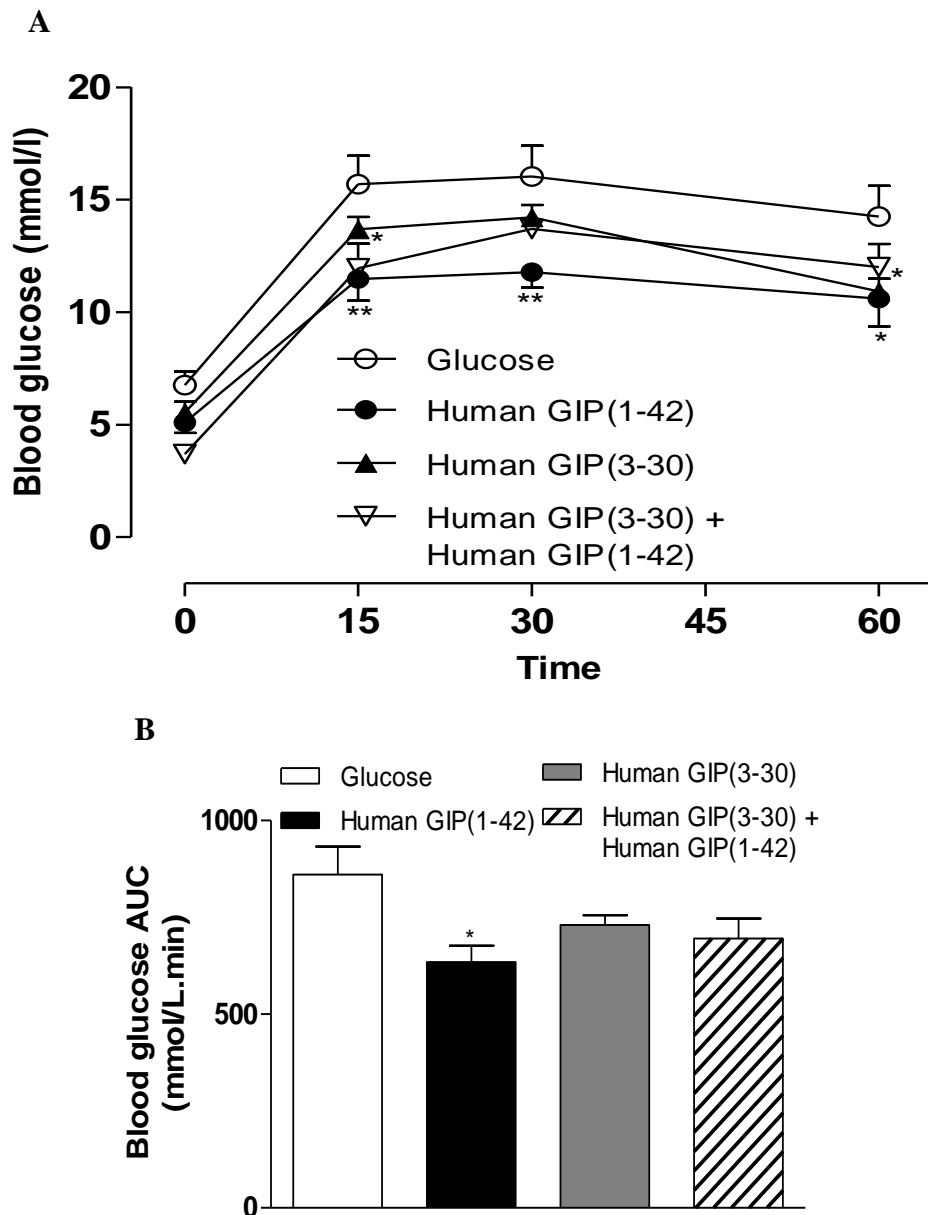 A
Blood glucose (mmol/l)
20
15
10
5
0
*
**
**
*
*
Glucose
Human GIP(1-42)
Human GIP(3-30)
Human GIP(3-30) +
Human GIP(1-42)
0 15 30 45 60
Time
B
Glucose
Human GIP(1-42)
Human GIP(3-30)
Human GIP(3-30) +
Human GIP(1-42)
Blood glucose AUC
(mmol/L.min)
1000
500
0
*